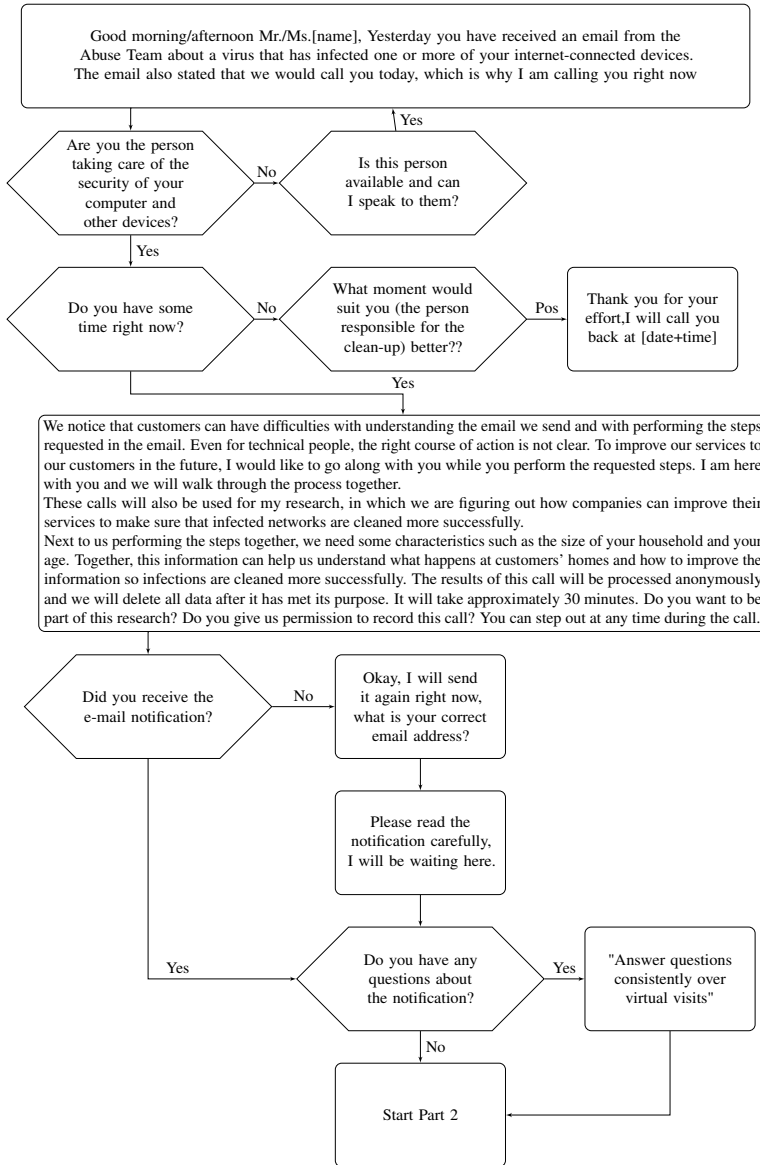 Good morning/afternoon Mr./Ms.[name], Yesterday you have received an email from the
Abuse Team about a virus that has infected one or more of your internet-connected devices.
The email also stated that we would call you today, which is why I am calling you right now
Yes
Are you the person
taking care of the
security of your
computer and
other devices?
No
Is this person
available and can
I speak to them?
Yes
Do you have some
time right now?
No
What moment would
suit you (the person
responsible for the
clean-up) better??
Pos
Thank you for your
effort,I will call you
back at [date+time]
Yes
We notice that customers can have difficulties with understanding the email we send and with performing the steps
requested in the email. Even for technical people, the right course of action is not clear. To improve our services to
our customers in the future, I would like to go along with you while you perform the requested steps. I am here
with you and we will walk through the process together.
These calls will also be used for my research, in which we are figuring out how companies can improve their
services to make sure that infected networks are cleaned more successfully.
Next to us performing the steps together, we need some characteristics such as the size of your household and your
age. Together, this information can help us understand what happens at customers' homes and how to improve the
information so infections are cleaned more successfully. The results of this call will be processed anonymously
and we will delete all data after it has met its purpose. It will take approximately 30 minutes. Do you want to be
part of this research? Do you give us permission to record this call? You can step out at any time during the call.
Did you receive the
e-mail notification?
No
Okay, I will send
it again right now,
what is your correct
email address?
Please read the
notification carefully,
I will be waiting here.
Yes
Do you have any
questions about
the notification?
Yes
"Answer questions
consistently over
virtual visits"
No
Start Part 2